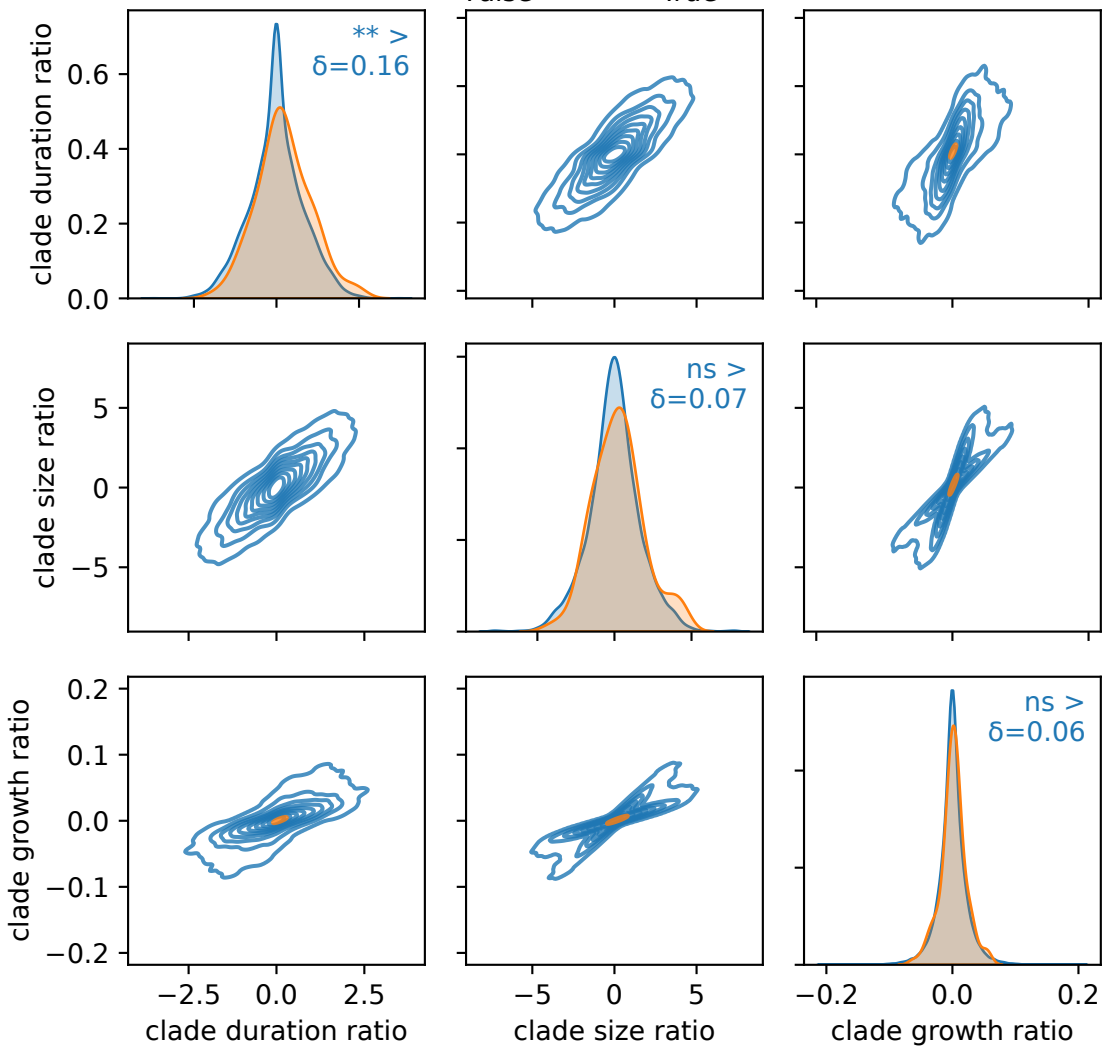 clade duration ratio
0.6
0.4
0.2
0.0
** >
δ=0.16
clade size ratio
5
0
−5
ns >
δ=0.07
clade growth ratio
0.2
0.1
0.0
−0.1
−0.2
ns >
δ=0.06
−2.5 0.0 2.5
−5 0 5
−0.2 0.0 0.2
clade duration ratio
clade size ratio
clade growth ratio